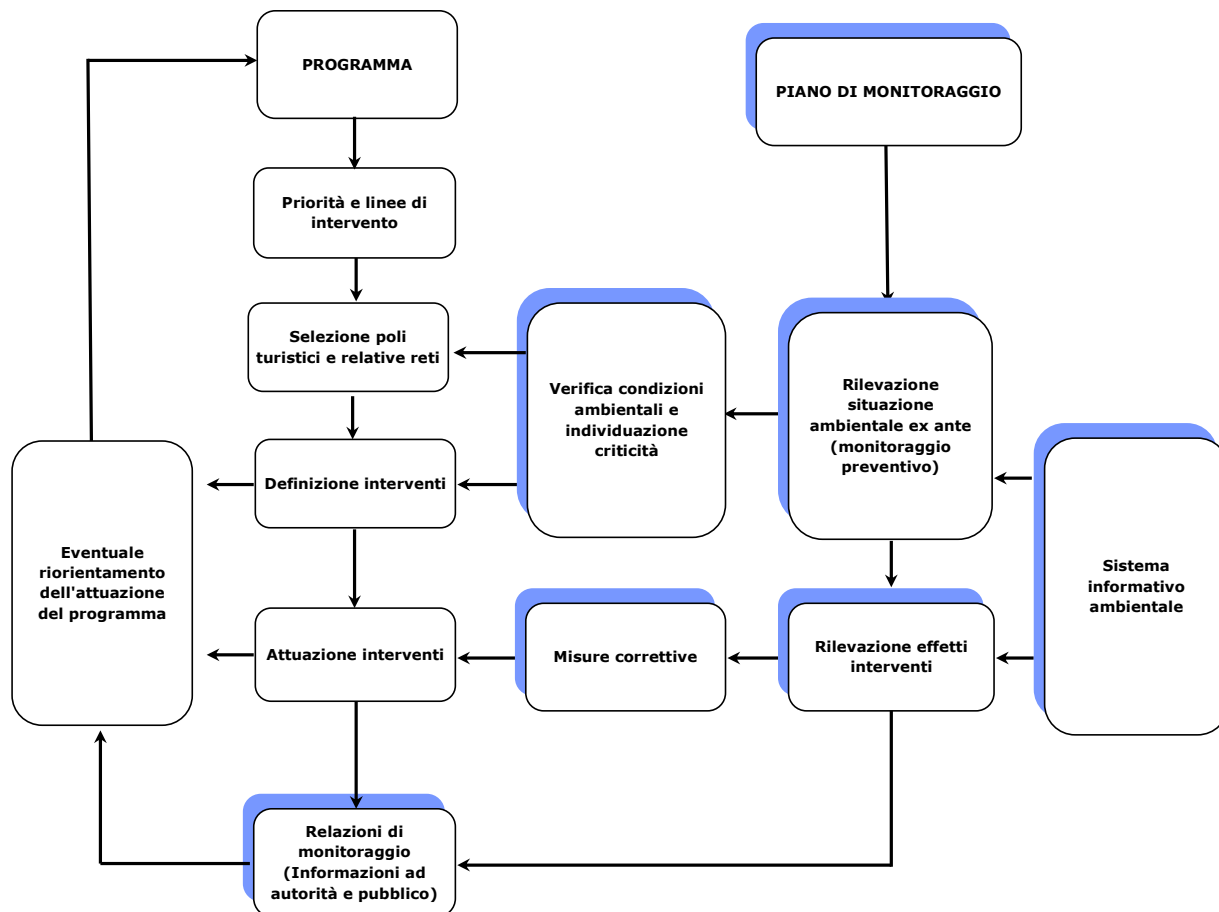 PROGRAMMA
PIANO DI MONITORAGGIO
Priorità e linee di
intervento
Selezione poli
turistici e relative reti
Verifica condizioni
ambientali e
individuazione
criticità
Rilevazione
situazione
ambientale ex ante
(monitoraggio
preventivo)
Definizione interventi
Eventuale
riorientamento
dell'attuazione
del programma
Sistema
informativo
ambientale
Attuazione interventi
Misure correttive
Rilevazione effetti
interventi
Relazioni di
monitoraggio
(Informazioni ad
autorità e pubblico)